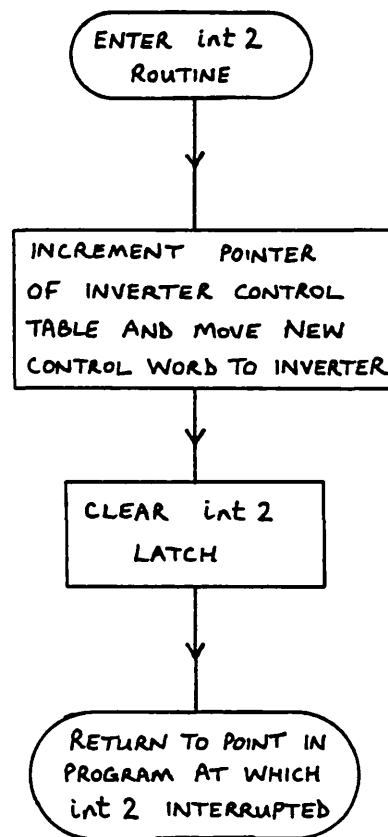 ENTER int 2
ROUTINE
INCREMENT POINTER
OF INVERTER CONTROL
TABLE AND MOVE NEW
CONTROL WORD TO INVERTER
CLEAR int 2
LATCH
RETURN TO POINT IN
PROGRAM AT WHICH
int 2 INTERRUPTED